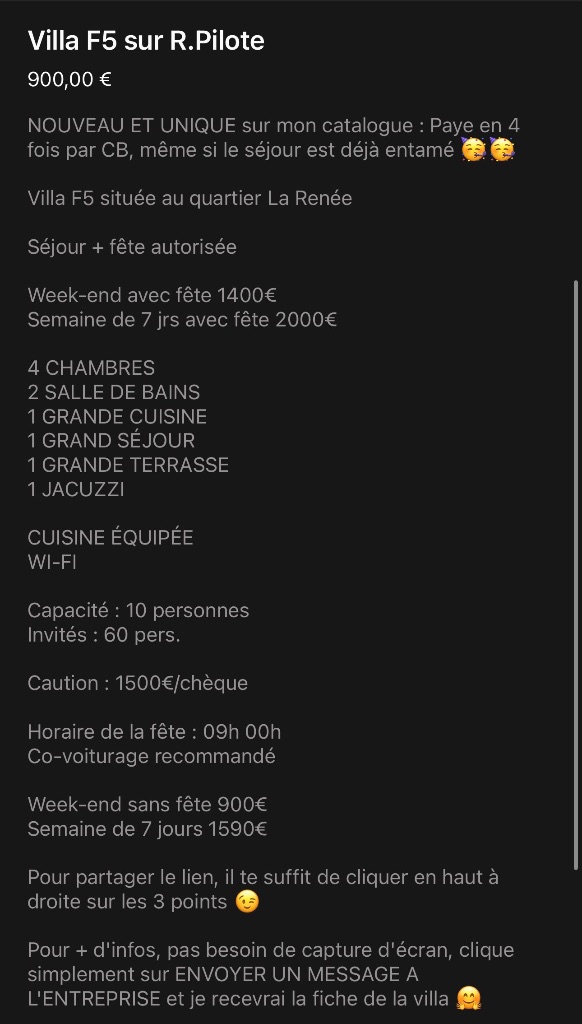 Villa F5 sur R.Pilote
900,00 €
NOUVEAU ET UNIQUE sur mon catalogue : Paye en 4
fois par CB, même si le séjour est déjà entamé 🥳🥳
Villa F5 située au quartier La Renée
Séjour + fête autorisée
Week-end avec fête 1400€
Semaine de 7 jrs avec fête 2000€
4 CHAMBRES
2 SALLE DE BAINS
1 GRANDE CUISINE
1 GRAND SÉJOUR
1 GRANDE TERRASSE
1 JACUZZI
CUISINE ÉQUIPÉE
WI-FI
Capacité : 10 personnes
Invités : 60 pers.
Caution : 1500€/chèque
Horaire de la fête : 09h 00h
Co-voiturage recommandé
Week-end sans fête 900€
Semaine de 7 jours 1590€
Pour partager le lien, il te suffit de cliquer en haut à
droite sur les 3 points 😉
Pour + d'infos, pas besoin de capture d'écran, clique
simplement sur ENVOYER UN MESSAGE A
L'ENTREPRISE et je recevrai la fiche de la villa 🤗